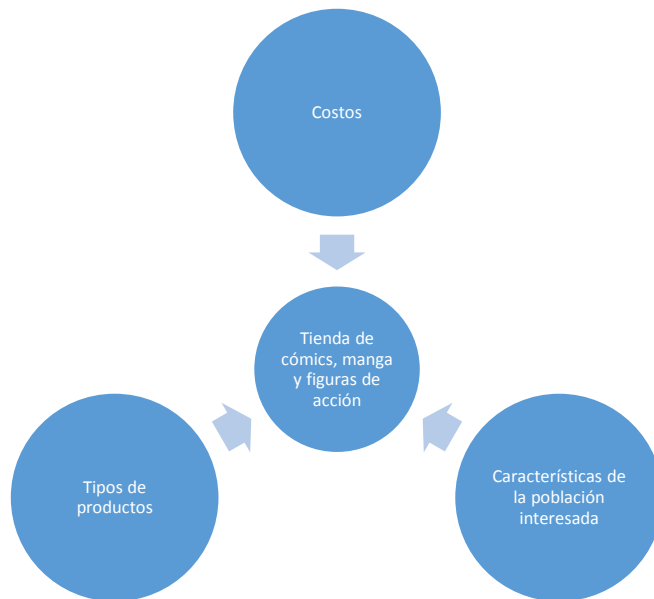 Costos
Tienda de
cómics, manga
y figuras de
acción
Tipos de
productos
Características de
la población
interesada